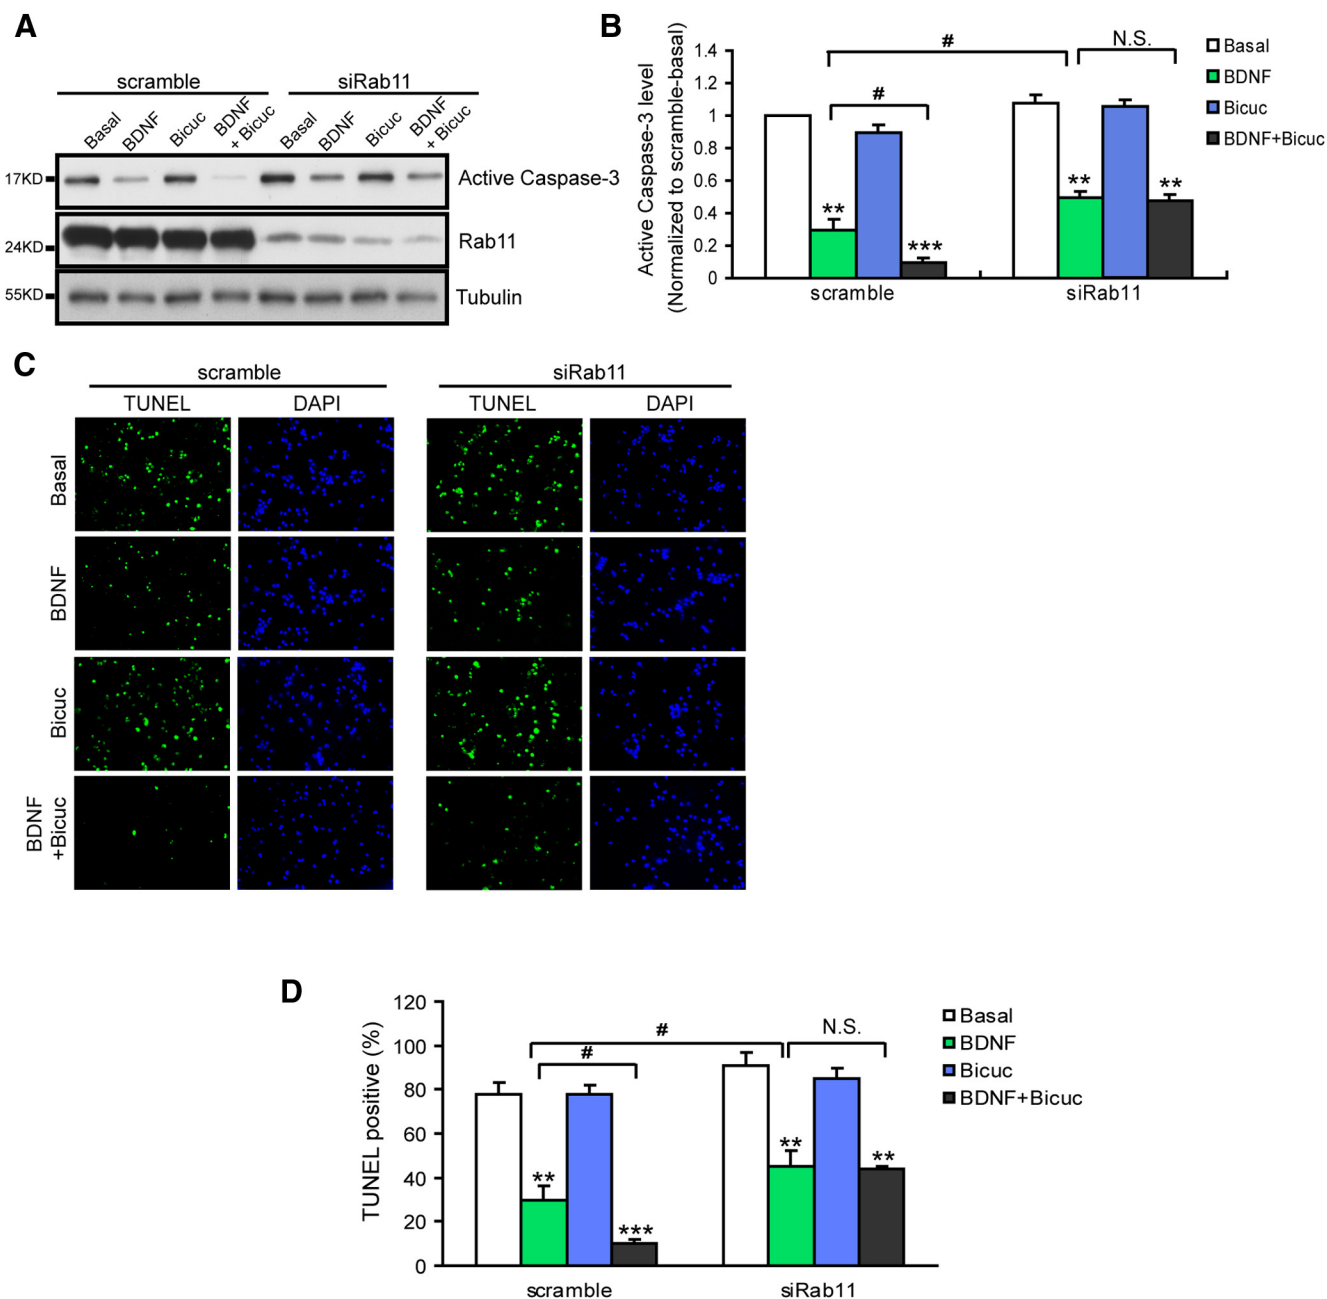 A
scramble
siRab11
Basal
BDNF
Bicuc
BDNF
+ Bicuc
Basal
BDNF
Bicuc
BDNF
+ Bicuc
17KD
Active Caspase-3
24KD
Rab11
55KD
Tubulin
B
Active Caspase-3 level
(Normalized to scramble-basal)
1.4
1.2
1
0.8
0.6
0.4
0.2
0
#
N.S.
#
**
***
**
**
scramble
siRab11
Basal
BDNF
Bicuc
BDNF+Bicuc
C
scramble
siRab11
TUNEL
DAPI
TUNEL
DAPI
Basal
BDNF
Bicuc
BDNF
+Bicuc
D
TUNEL positive (%)
120
100
80
60
40
20
0
#
N.S.
#
**
***
**
**
scramble
siRab11
Basal
BDNF
Bicuc
BDNF+Bicuc